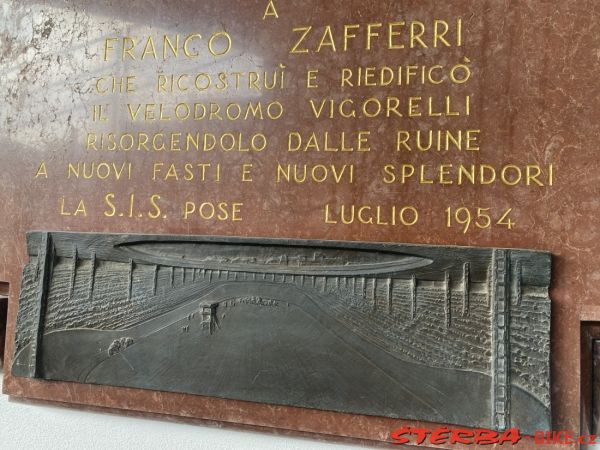 A
FRANCO ZAFFERRI
CHE RICOSTRUÌ E RIEDIFICÒ
IL VELODROMO VIGORELLI
RISORGENDOLO DALLE RUINE
A NUOVI FASTI E NUOVI SPLENDORI
LA S.I.S. POSE LUGLIO 1954
ŠTĚRBA-BIKE.cz